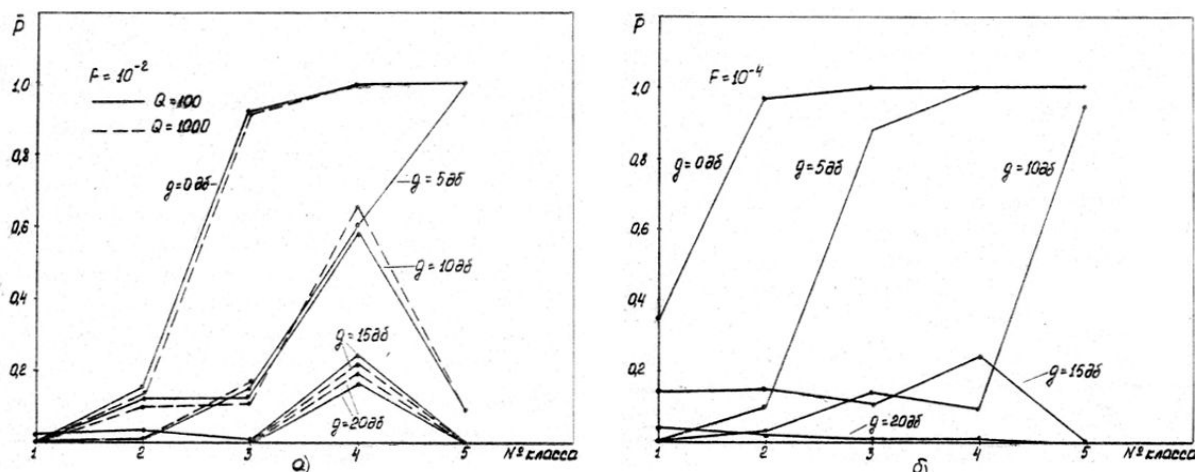 P̄
F = 10⁻²
Q = 100
Q = 1000
1,0
0,8
0,6
0,4
0,2
g = 0 дб
g = 5 дб
g = 10 дб
g = 15 дб
g = 20 дб
1 2 3 4 5 № класса
а)
P̄
F = 10⁻⁴
1,0
0,8
0,6
0,4
0,2
g = 0 дб
g = 5 дб
g = 10 дб
g = 15 дб
g = 20 дб
1 2 3 4 5 № класса
б)